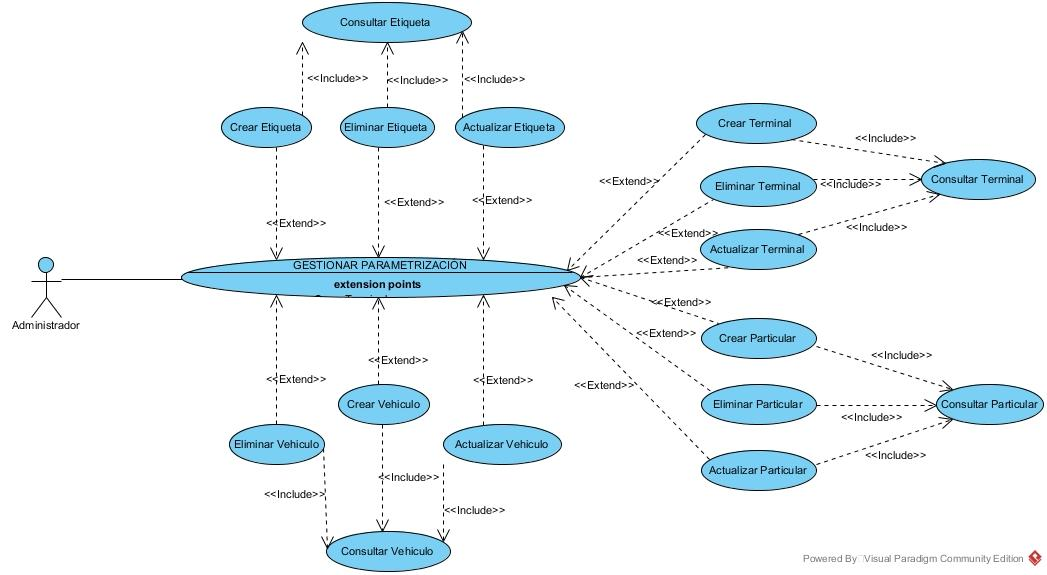 Consultar Etiqueta
<<Include>>
<<Include>>
<<Include>>
Crear Etiqueta
Eliminar Etiqueta
Actualizar Etiqueta
<<Extend>>
<<Extend>>
<<Extend>>
Crear Terminal
<<Include>>
<<Extend>>
Eliminar Terminal
<<Include>>
Consultar Terminal
<<Extend>>
Actualizar Terminal
<<Include>>
<<Extend>>
GESTIONAR PARAMETRIZACIÓN
extension points
Administrador
<<Extend>>
<<Extend>>
<<Extend>>
Crear Particular
<<Include>>
Eliminar Particular
<<Include>>
Consultar Particular
Actualizar Particular
<<Include>>
<<Extend>>
<<Extend>>
<<Extend>>
Crear Vehiculo
Eliminar Vehiculo
Actualizar Vehiculo
<<Include>>
<<Include>>
<<Include>>
Consultar Vehiculo
Powered By Visual Paradigm Community Edition